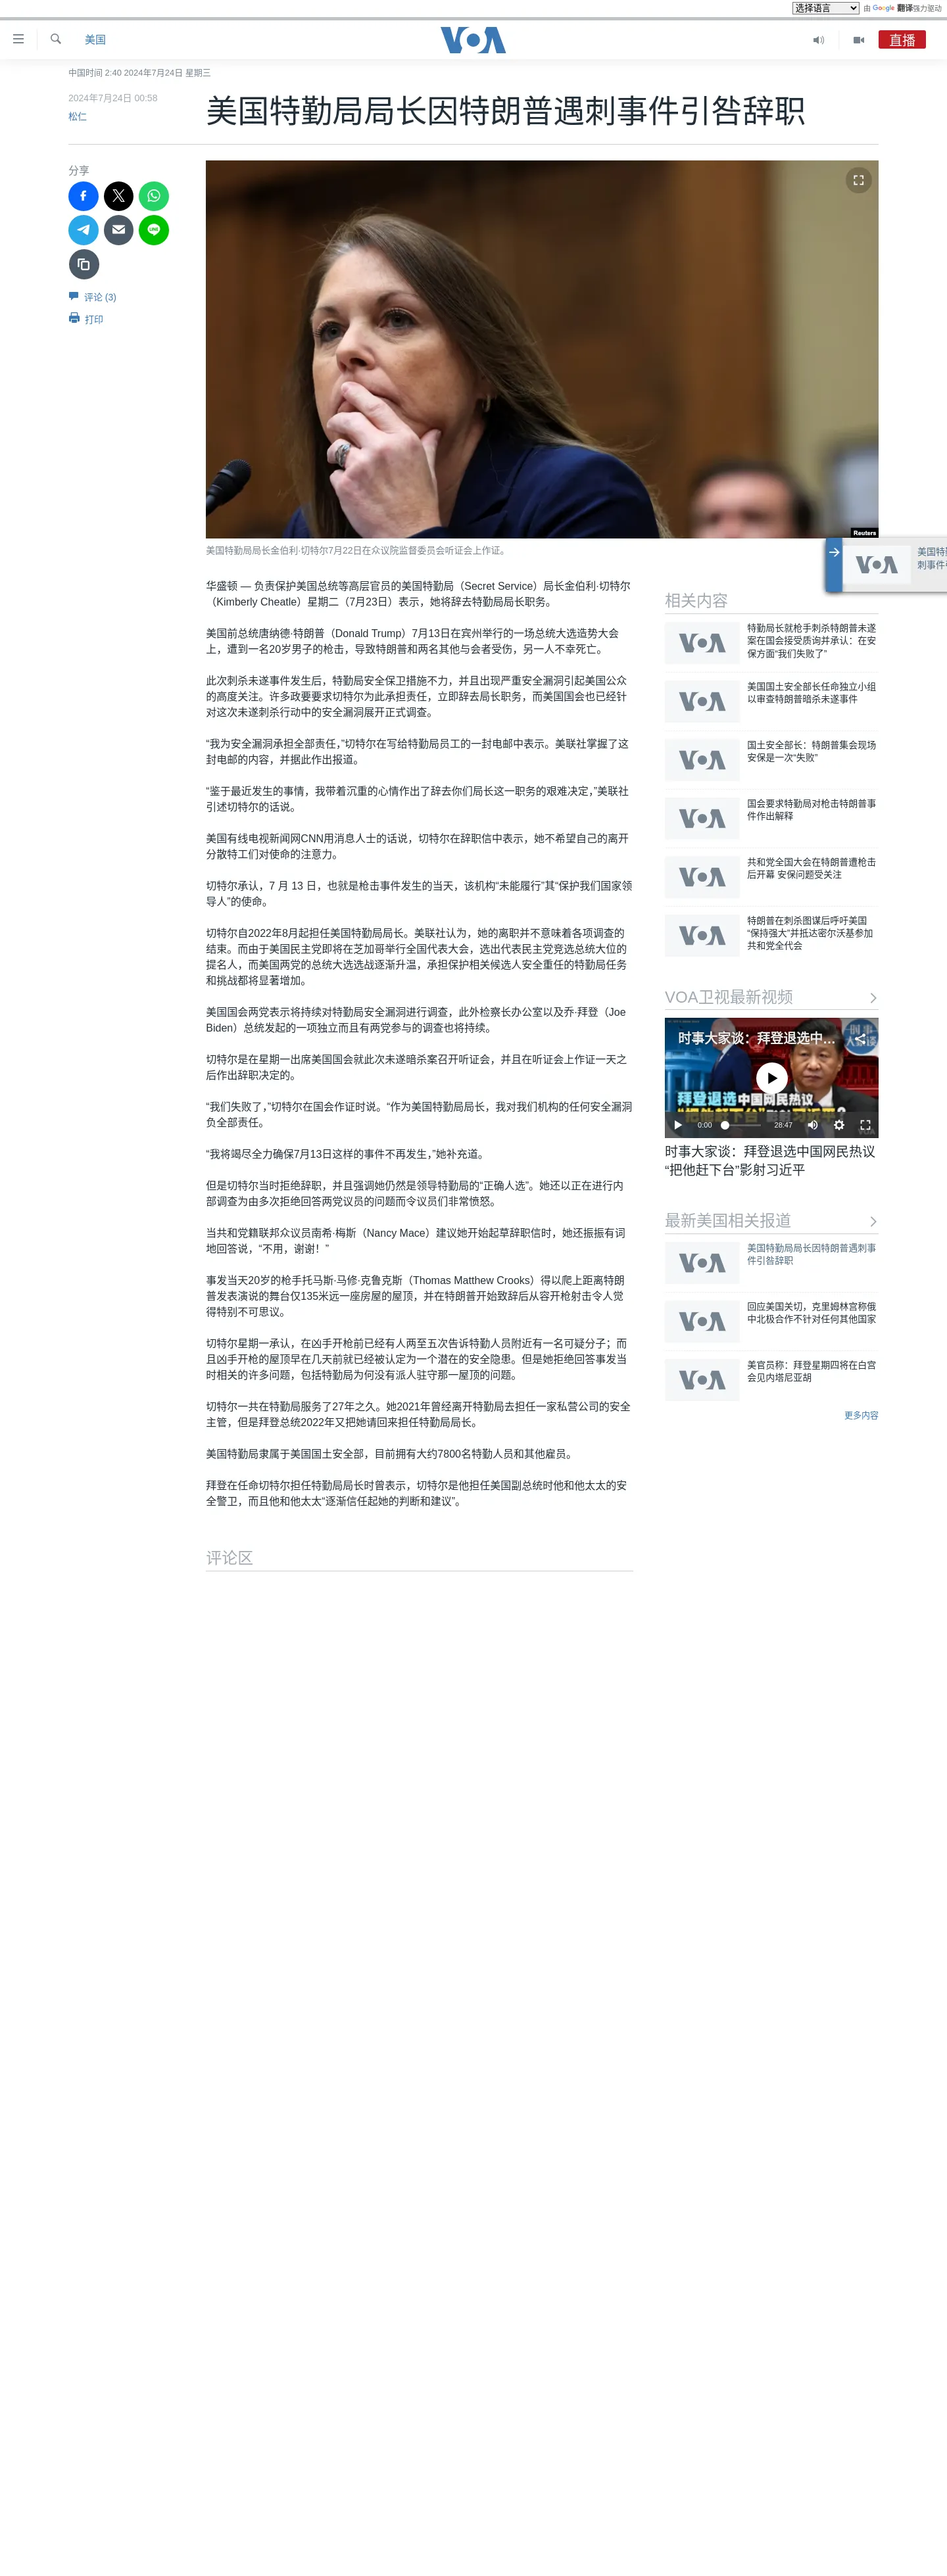 选择语言 由 Google 翻译强力驱动
美国 VOA 直播
中国时间 2:40 2024年7月24日 星期三
2024年7月24日 00:58
松仁
美国特勤局局长因特朗普遇刺事件引咎辞职
分享
LINE
评论 (3)
打印
Reuters
美国特勤局局长金伯利·切特尔7月22日在众议院监督委员会听证会上作证。
华盛顿 — 负责保护美国总统等高层官员的美国特勤局（Secret Service）局长金伯利·切特尔
（Kimberly Cheatle）星期二（7月23日）表示，她将辞去特勤局局长职务。
美国前总统唐纳德·特朗普（Donald Trump）7月13日在宾州举行的一场总统大选造势大会
上，遭到一名20岁男子的枪击，导致特朗普和两名其他与会者受伤，另一人不幸死亡。
此次刺杀未遂事件发生后，特勤局安全保卫措施不力，并且出现严重安全漏洞引起美国公众
的高度关注。许多政要要求切特尔为此承担责任，立即辞去局长职务，而美国国会也已经针
对这次未遂刺杀行动中的安全漏洞展开正式调查。
“我为安全漏洞承担全部责任，”切特尔在写给特勤局员工的一封电邮中表示。美联社掌握了这
封电邮的内容，并据此作出报道。
“鉴于最近发生的事情，我带着沉重的心情作出了辞去你们局长这一职务的艰难决定，”美联社
引述切特尔的话说。
美国有线电视新闻网CNN用消息人士的话说，切特尔在辞职信中表示，她不希望自己的离开
分散特工们对使命的注意力。
切特尔承认，7 月 13 日，也就是枪击事件发生的当天，该机构“未能履行”其“保护我们国家领
导人”的使命。
切特尔自2022年8月起担任美国特勤局局长。美联社认为，她的离职并不意味着各项调查的
结束。而由于美国民主党即将在芝加哥举行全国代表大会，选出代表民主党竞选总统大位的
提名人，而美国两党的总统大选选战逐渐升温，承担保护相关候选人安全重任的特勤局任务
和挑战都将显著增加。
美国国会两党表示将持续对特勤局安全漏洞进行调查，此外检察长办公室以及乔·拜登（Joe
Biden）总统发起的一项独立而且有两党参与的调查也将持续。
切特尔是在星期一出席美国国会就此次未遂暗杀案召开听证会，并且在听证会上作证一天之
后作出辞职决定的。
“我们失败了，”切特尔在国会作证时说。“作为美国特勤局局长，我对我们机构的任何安全漏洞
负全部责任。
“我将竭尽全力确保7月13日这样的事件不再发生，”她补充道。
但是切特尔当时拒绝辞职，并且强调她仍然是领导特勤局的“正确人选”。她还以正在进行内
部调查为由多次拒绝回答两党议员的问题而令议员们非常愤怒。
当共和党籍联邦众议员南希·梅斯（Nancy Mace）建议她开始起草辞职信时，她还振振有词
地回答说，“不用，谢谢！”
事发当天20岁的枪手托马斯·马修·克鲁克斯（Thomas Matthew Crooks）得以爬上距离特朗
普发表演说的舞台仅135米远一座房屋的屋顶，并在特朗普开始致辞后从容开枪射击令人觉
得特别不可思议。
切特尔星期一承认，在凶手开枪前已经有人两至五次告诉特勤人员附近有一名可疑分子；而
且凶手开枪的屋顶早在几天前就已经被认定为一个潜在的安全隐患。但是她拒绝回答事发当
时相关的许多问题，包括特勤局为何没有派人驻守那一屋顶的问题。
切特尔一共在特勤局服务了27年之久。她2021年曾经离开特勤局去担任一家私营公司的安全
主管，但是拜登总统2022年又把她请回来担任特勤局局长。
美国特勤局隶属于美国国土安全部，目前拥有大约7800名特勤人员和其他雇员。
拜登在任命切特尔担任特勤局局长时曾表示，切特尔是他担任美国副总统时他和他太太的安
全警卫，而且他和他太太“逐渐信任起她的判断和建议”。
评论区
VOA
美国特
刺事件
相关内容
VOA
特勤局长就枪手刺杀特朗普未遂
案在国会接受质询并承认：在安
保方面“我们失败了”
VOA
美国国土安全部长任命独立小组
以审查特朗普暗杀未遂事件
VOA
国土安全部长：特朗普集会现场
安保是一次“失败”
VOA
国会要求特勤局对枪击特朗普事
件作出解释
VOA
共和党全国大会在特朗普遭枪击
后开幕 安保问题受关注
VOA
特朗普在刺杀图谋后呼吁美国
“保持强大”并抵达密尔沃基参加
共和党全代会
VOA卫视最新视频
时事大家谈：拜登退选中...
时事
大家谈
拜登退选中国网民热议
“把他赶下台”影射习近平?
0:00 28:47
时事大家谈：拜登退选中国网民热议
“把他赶下台”影射习近平
最新美国相关报道
VOA
美国特勤局局长因特朗普遇刺事
件引咎辞职
VOA
回应美国关切，克里姆林宫称俄
中北极合作不针对任何其他国家
VOA
美官员称：拜登星期四将在白宫
会见内塔尼亚胡
更多内容